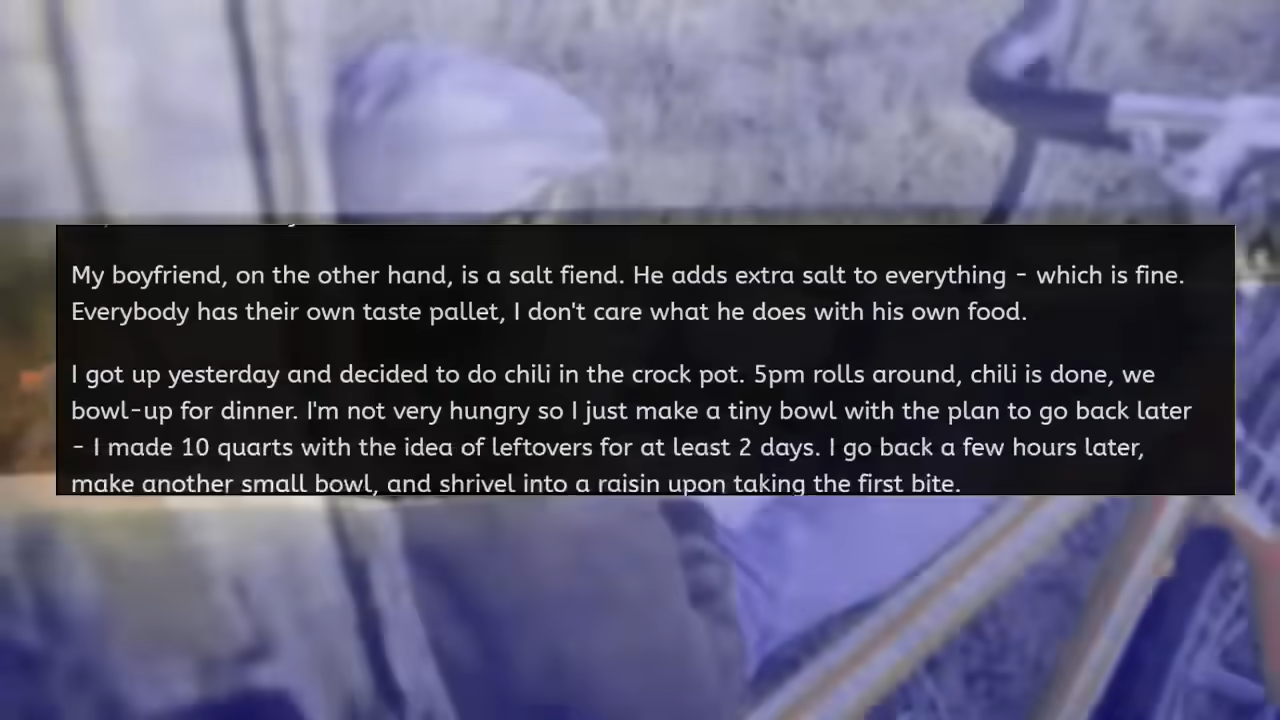 My boyfriend, on the other hand, is a salt fiend. He adds extra salt to everything - which is fine.
Everybody has their own taste pallet, I don't care what he does with his own food.
I got up yesterday and decided to do chili in the crock pot. 5pm rolls around, chili is done, we
bowl-up for dinner. I'm not very hungry so I just make a tiny bowl with the plan to go back later
- I made 10 quarts with the idea of leftovers for at least 2 days. I go back a few hours later,
make another small bowl, and shrivel into a raisin upon taking the first bite.